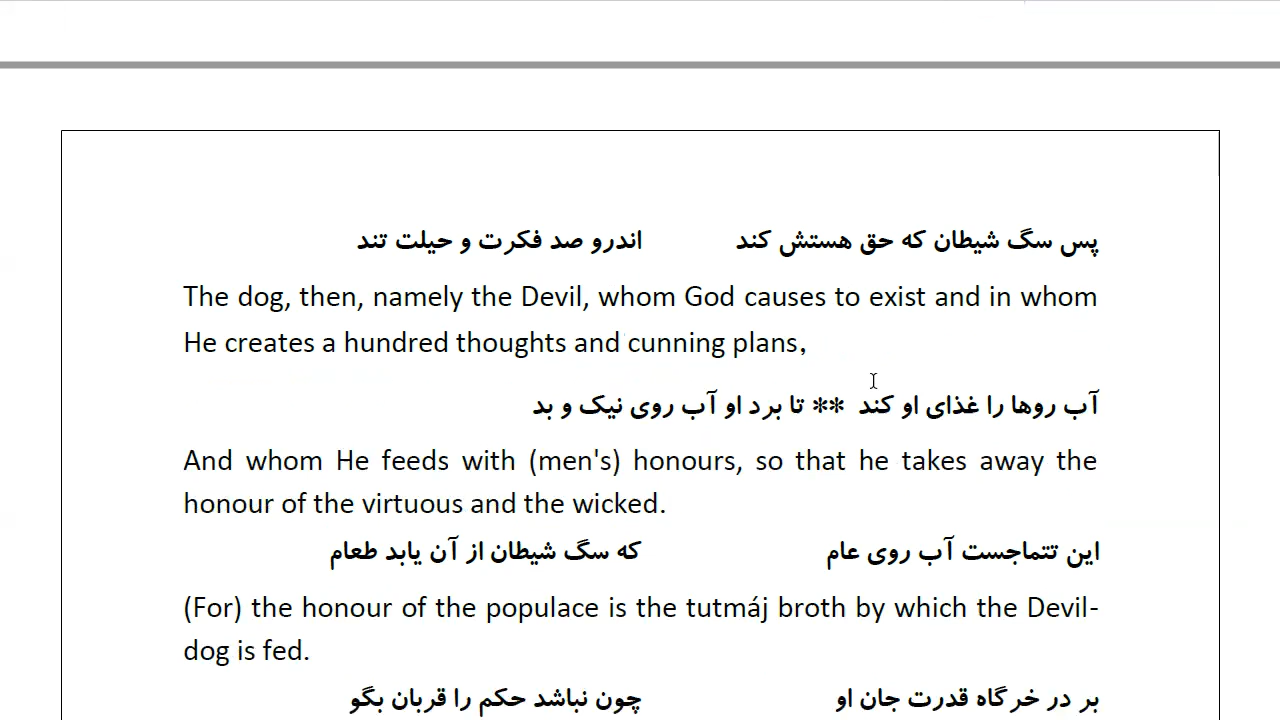 پس سگ شیطان که حق هستش کند اندرو صد فکرت و حیلت تند
The dog, then, namely the Devil, whom God causes to exist and in whom
He creates a hundred thoughts and cunning plans,
آب روها را غذای او کند ** تا برد او آب روی نیک و بد
And whom He feeds with (men's) honours, so that he takes away the
honour of the virtuous and the wicked.
این تتماجست آب روی عام که سگ شیطان از آن یابد طعام
(For) the honour of the populace is the tutmáj broth by which the Devil-
dog is fed.
بر در خرگاه قدرت جان او چون نباشد حکم را قربان بگو